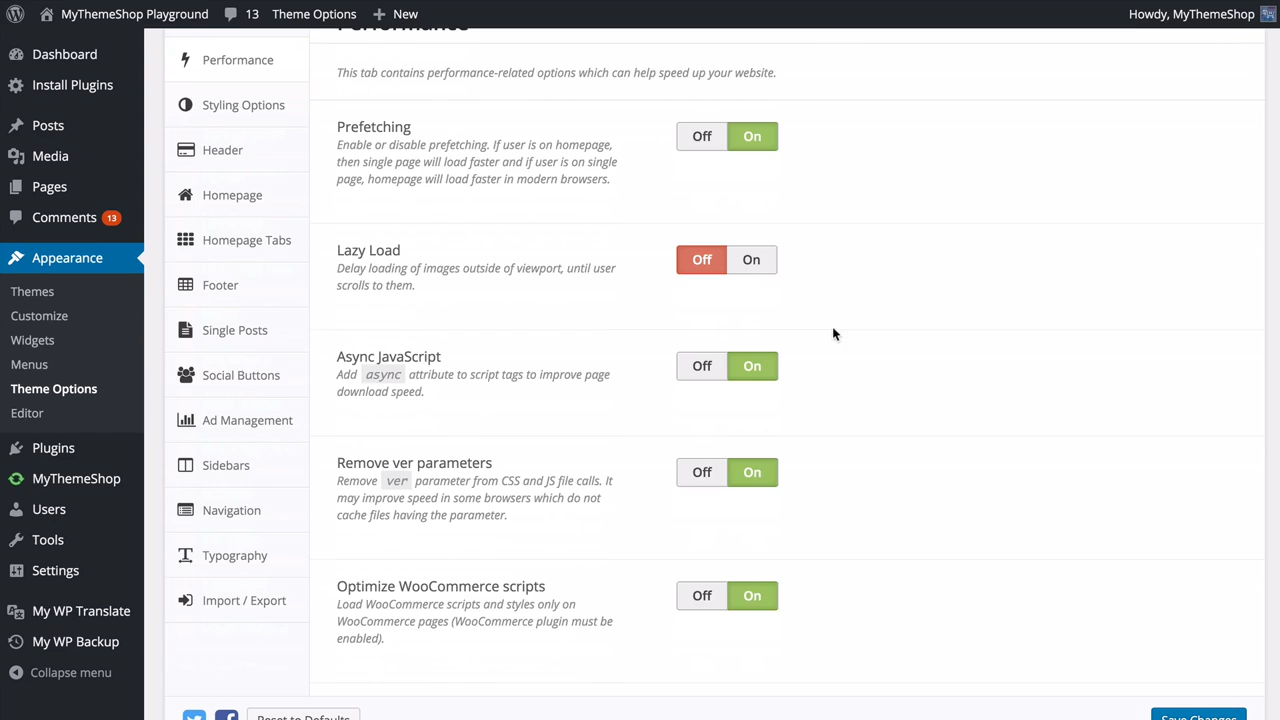 MyThemeShop Playground 13 Theme Options New Howdy, MyThemeShop
Dashboard
Install Plugins
Posts
Media
Pages
Comments 13
Appearance
Themes
Customize
Widgets
Menus
Theme Options
Editor
Plugins
MyThemeShop
Users
Tools
Settings
My WP Translate
My WP Backup
Collapse menu
Performance
Styling Options
Header
Homepage
Homepage Tabs
Footer
Single Posts
Social Buttons
Ad Management
Sidebars
Navigation
Typography
Import / Export
Performance
This tab contains performance-related options which can help speed up your website.
Prefetching
Enable or disable prefetching. If user is on homepage,
then single page will load faster and if user is on single
page, homepage will load faster in modern browsers.
Off On
Lazy Load
Delay loading of images outside of viewport, until user
scrolls to them.
Off On
Async JavaScript
Add async attribute to script tags to improve page
download speed.
Off On
Remove ver parameters
Remove ver parameter from CSS and JS file calls. It
may improve speed in some browsers which do not
cache files having the parameter.
Off On
Optimize WooCommerce scripts
Load WooCommerce scripts and styles only on
WooCommerce pages (WooCommerce plugin must be
enabled).
Off On
Reset to Defaults
Save Changes